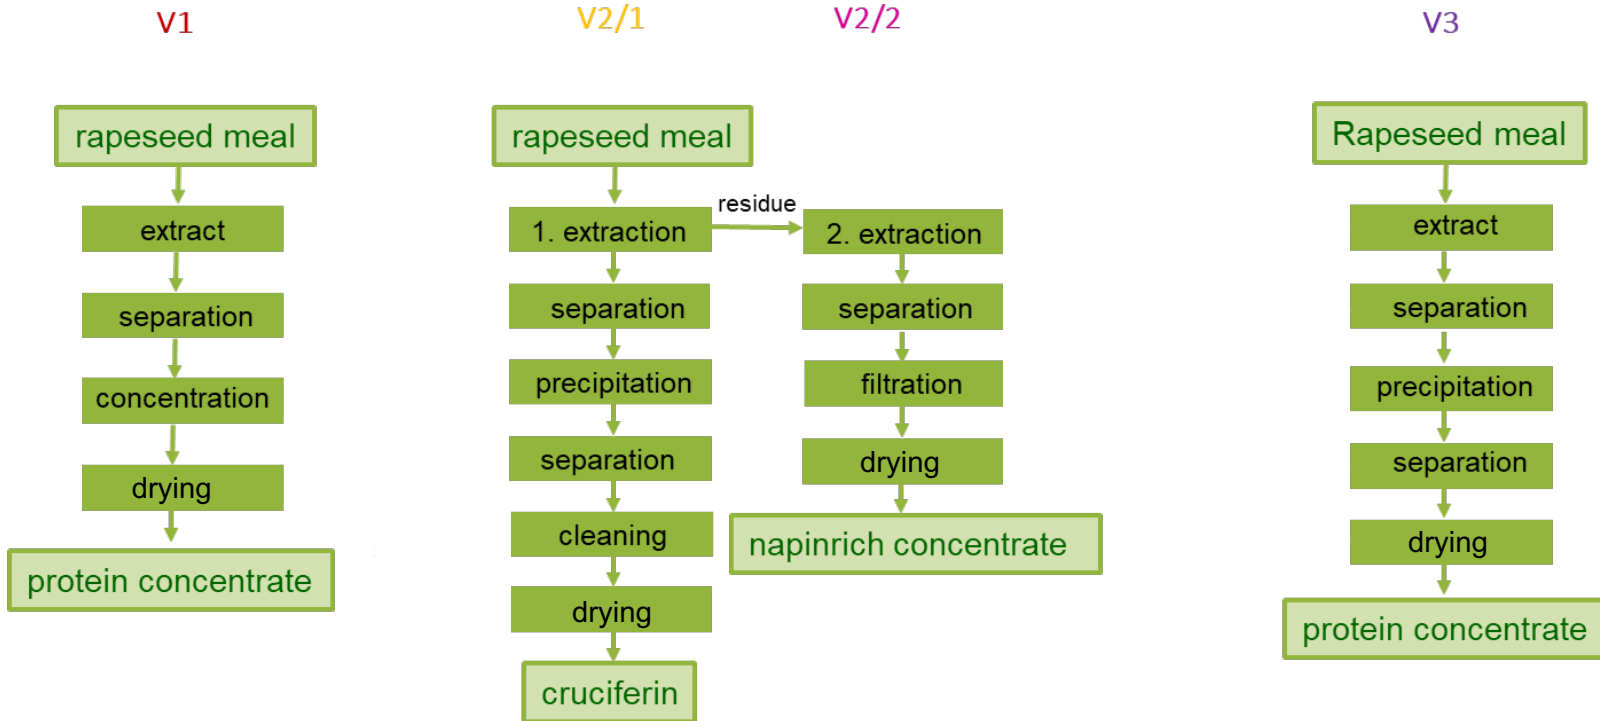 V1
rapeseed meal
extract
separation
concentration
drying
protein concentrate
V2/1
rapeseed meal
residue
1. extraction
separation
precipitation
separation
cleaning
drying
cruciferin
V2/2
2. extraction
separation
filtration
drying
napinrich concentrate
V3
Rapeseed meal
extract
separation
precipitation
separation
drying
protein concentrate